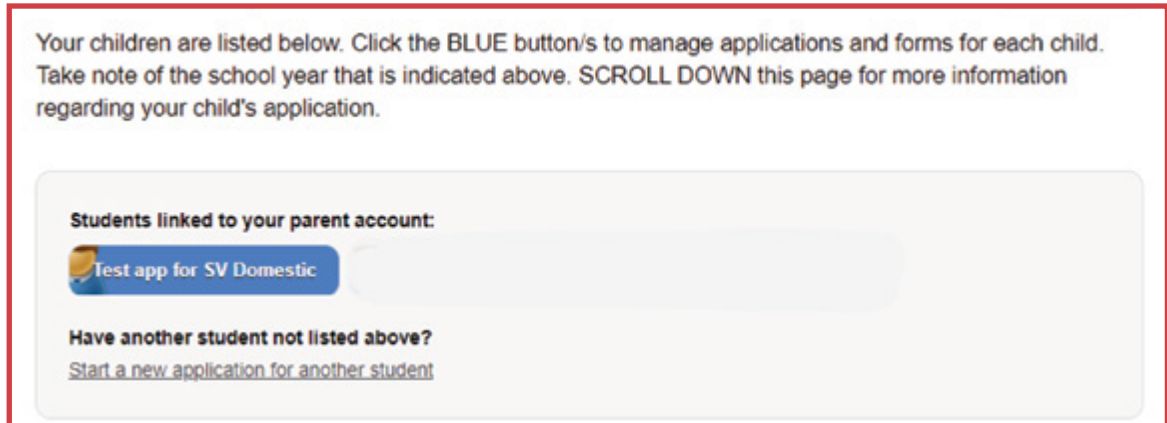 Your children are listed below. Click the BLUE button/s to manage applications and forms for each child.
Take note of the school year that is indicated above. SCROLL DOWN this page for more information
regarding your child's application.
Students linked to your parent account:
Test app for SV Domestic
Have another student not listed above?
Start a new application for another student